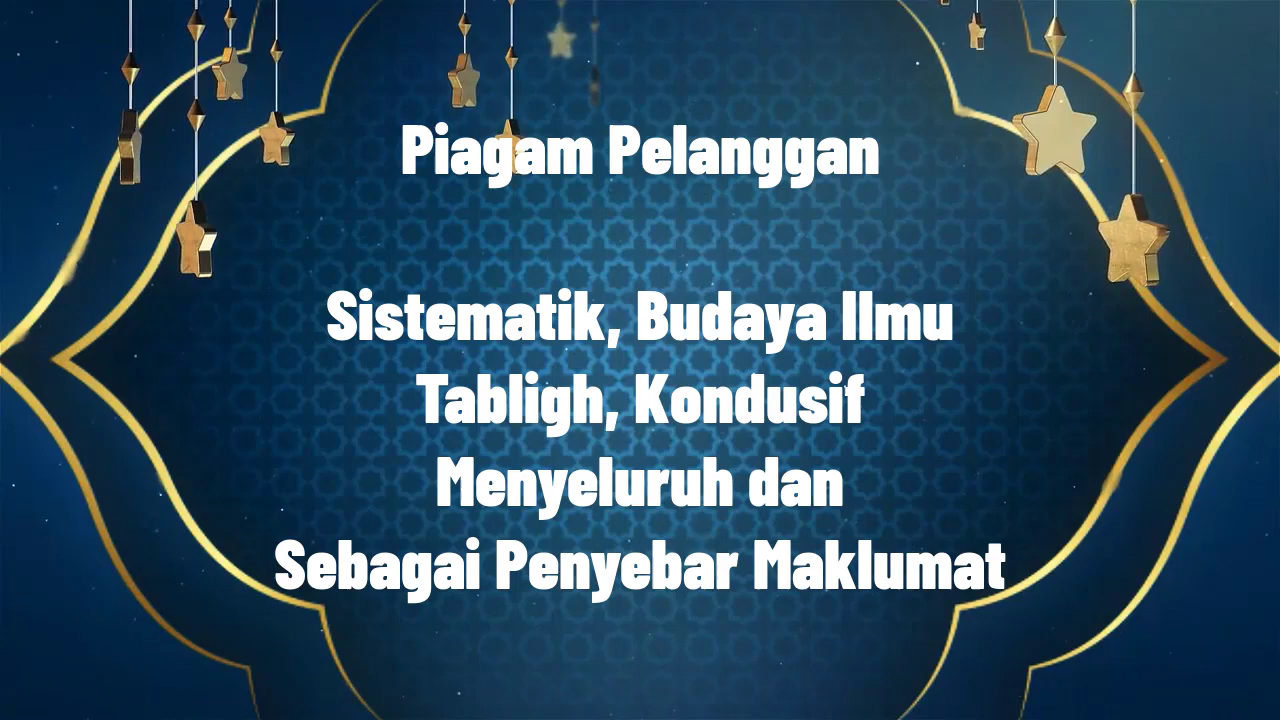 Piagam Pelanggan
Sistematik, Budaya Ilmu
Tabligh, Kondusif
Menyeluruh dan
Sebagai Penyebar Maklumat